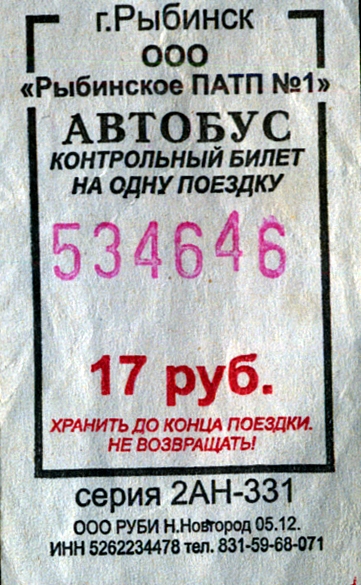 г.Рыбинск
ООО
«Рыбинское ПАТП №1»
АВТОБУС
КОНТРОЛЬНЫЙ БИЛЕТ
НА ОДНУ ПОЕЗДКУ
534646
17 руб.
ХРАНИТЬ ДО КОНЦА ПОЕЗДКИ.
НЕ ВОЗВРАЩАТЬ!
серия 2АН-331
ООО РУБИ Н.Новгород 05.12.
ИНН 5262234478 тел. 831-59-68-071